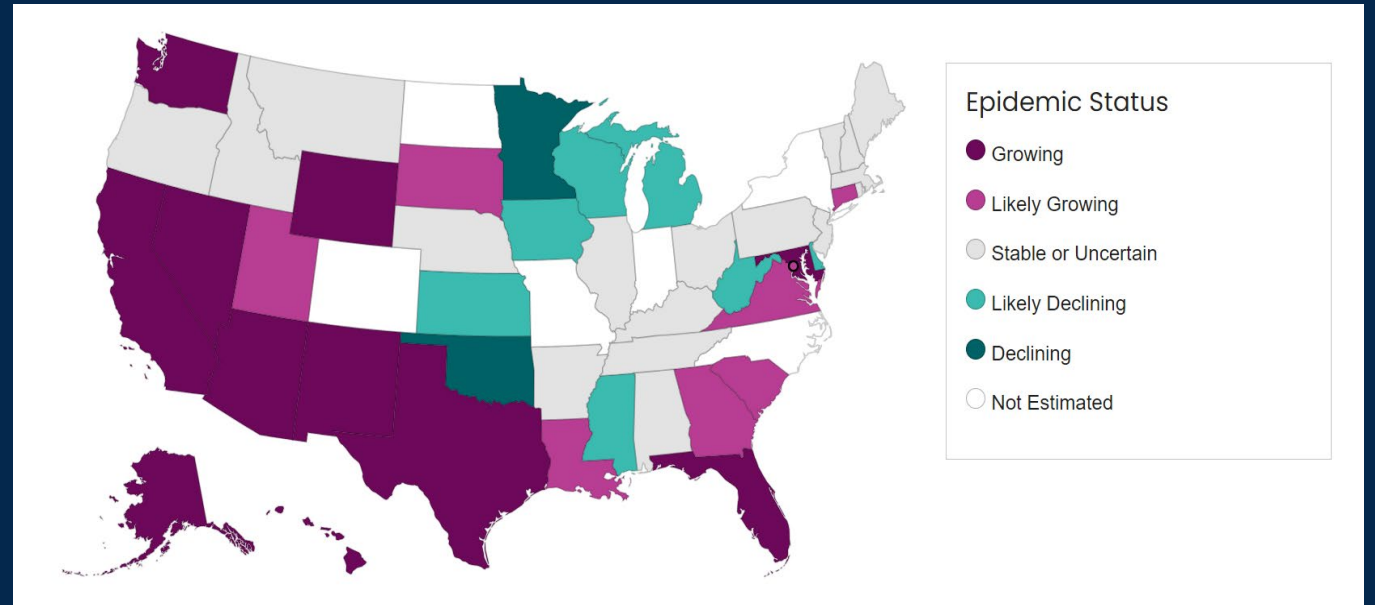 Epidemic Status
Growing
Likely Growing
Stable or Uncertain
Likely Declining
Declining
Not Estimated